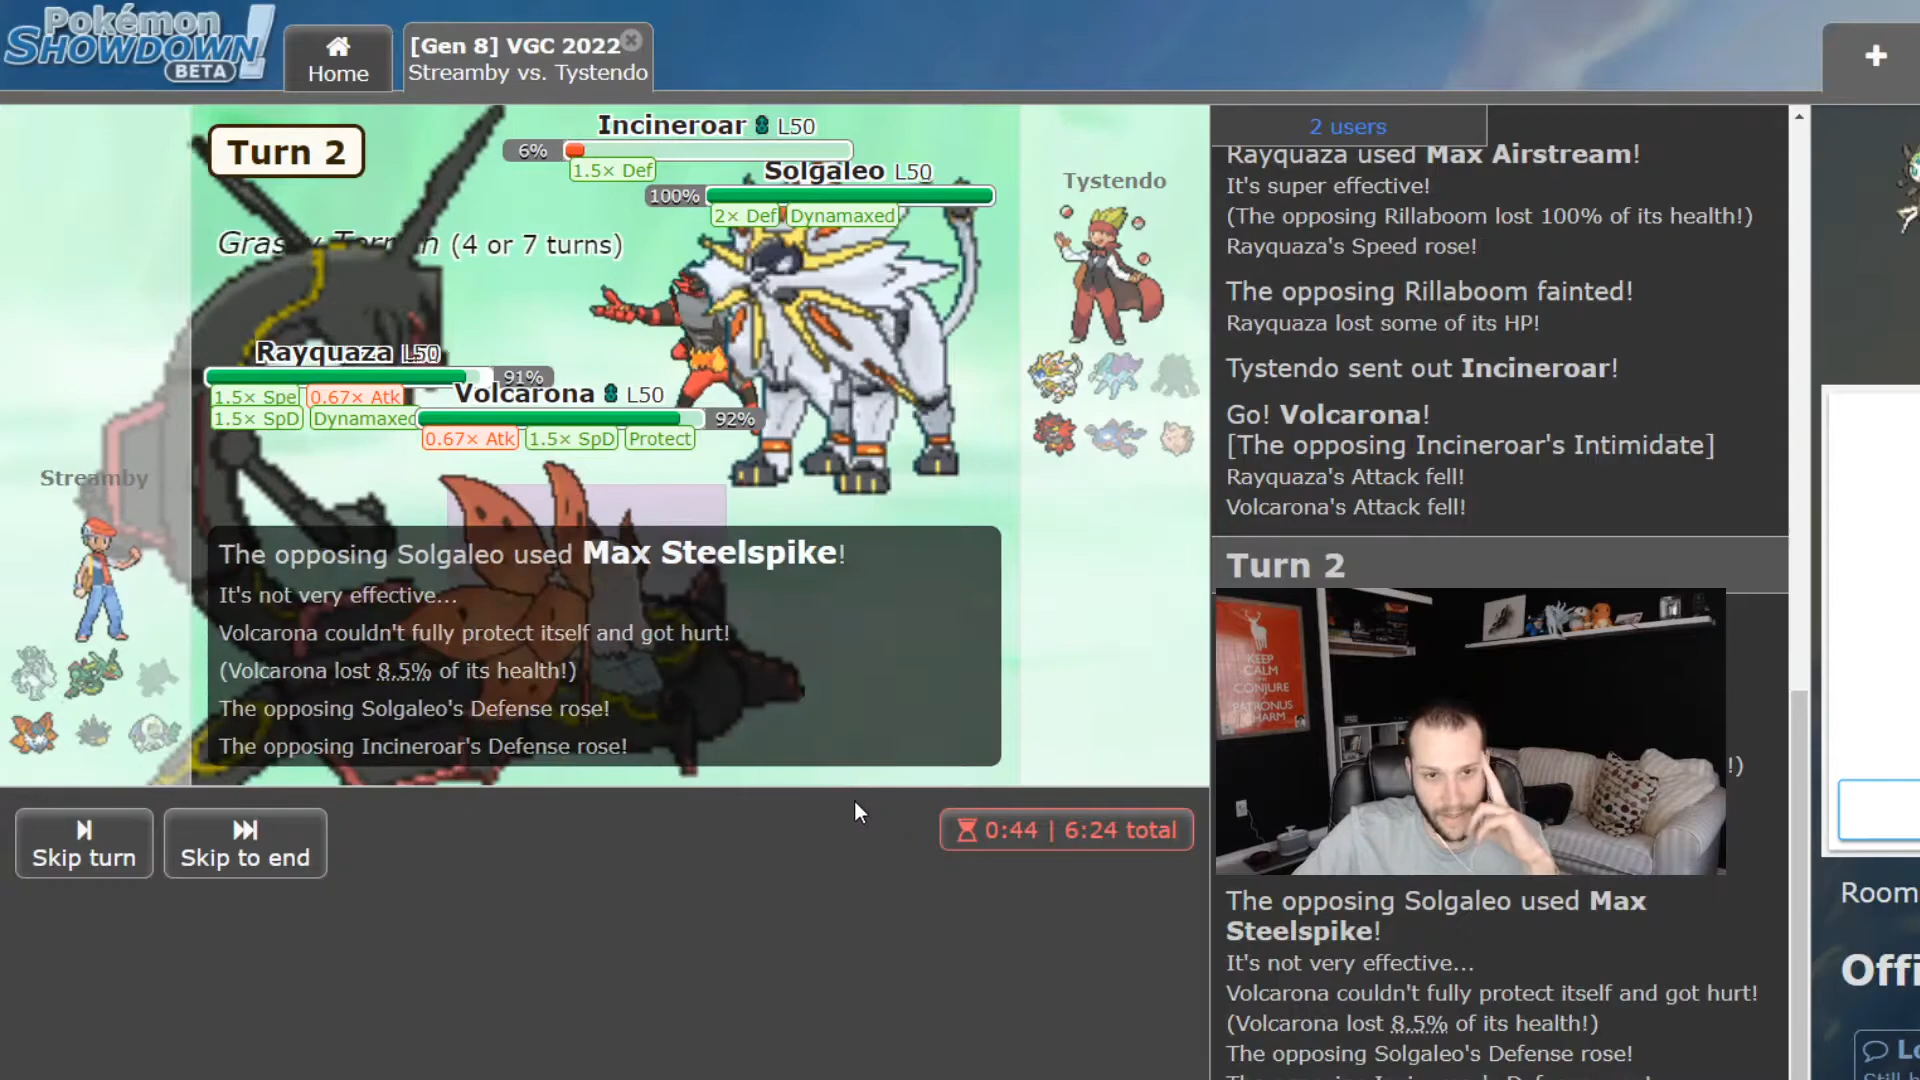 Pokémon
SHOWDOWN!
BETA
Home
[Gen 8] VGC 2022
Streamby vs. Tystendo
Turn 2
Incineroar L50
6%
1.5× Def
Solgaleo L50
100%
2× Def Dynamaxed
Grassy Terrain (4 or 7 turns)
Rayquaza L50
91%
1.5× Spe 0.67× Atk
1.5× SpD Dynamaxed
Volcarona L50
92%
0.67× Atk 1.5× SpD Protect
Streamby
Tystendo
The opposing Solgaleo used Max Steelspike!
It's not very effective...
Volcarona couldn't fully protect itself and got hurt!
(Volcarona lost 8.5% of its health!)
The opposing Solgaleo's Defense rose!
The opposing Incineroar's Defense rose!
Skip turn
Skip to end
0:44 | 6:24 total
2 users
Rayquaza used Max Airstream!
It's super effective!
(The opposing Rillaboom lost 100% of its health!)
Rayquaza's Speed rose!
The opposing Rillaboom fainted!
Rayquaza lost some of its HP!
Tystendo sent out Incineroar!
Go! Volcarona!
[The opposing Incineroar's Intimidate]
Rayquaza's Attack fell!
Volcarona's Attack fell!
Turn 2
KEEP
CALM
AND
CONJURE
A
PATRONUS
CHARM
!)
The opposing Solgaleo used Max
Steelspike!
It's not very effective...
Volcarona couldn't fully protect itself and got hurt!
(Volcarona lost 8.5% of its health!)
The opposing Solgaleo's Defense rose!
Room
Offi
Lo